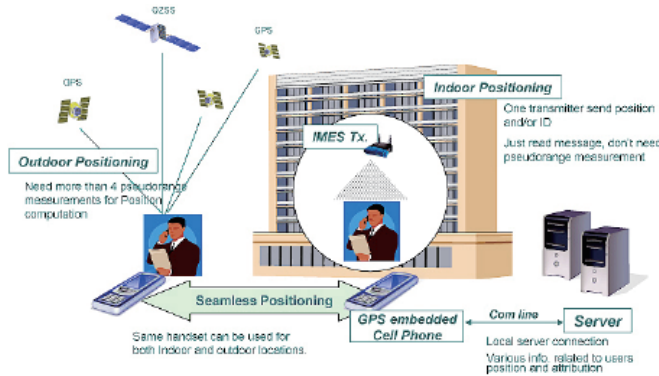 QZSS
GPS
GPS
Indoor Positioning
One transmitter send position
and/or ID
Just read message, don't need
pseudorange measurement
IMES Tx.
Outdoor Positioning
Need more than 4 pseudorange
measurements for Position
computation
Seamless Positioning
Same handset can be used for
both Indoor and outdoor locations.
GPS embedded
Cell Phone
Com line
Server
Local server connection
Various info. related to users
position and attribution